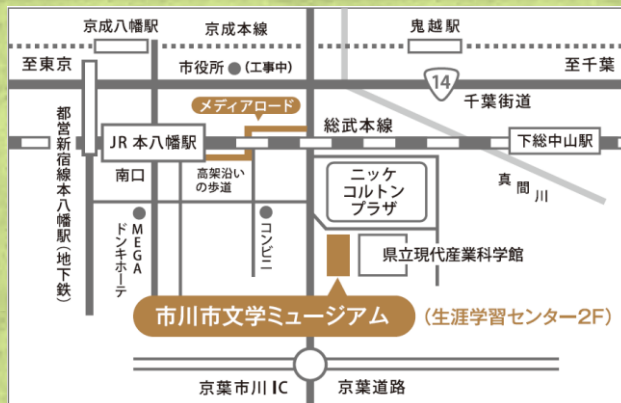 京成八幡駅
京成本線
鬼越駅
至東京
市役所
(工事中)
14
至千葉
千葉街道
メディアロード
都営新宿線本八幡駅(地下鉄)
JR 本八幡駅
総武本線
下総中山駅
南口
高架沿い
の歩道
ニッケ
コルトン
プラザ
真間川
MEGA
ドンキホーテ
コンビニ
県立現代産業科学館
市川市文学ミュージアム
(生涯学習センター2F)
京葉市川 IC
京葉道路